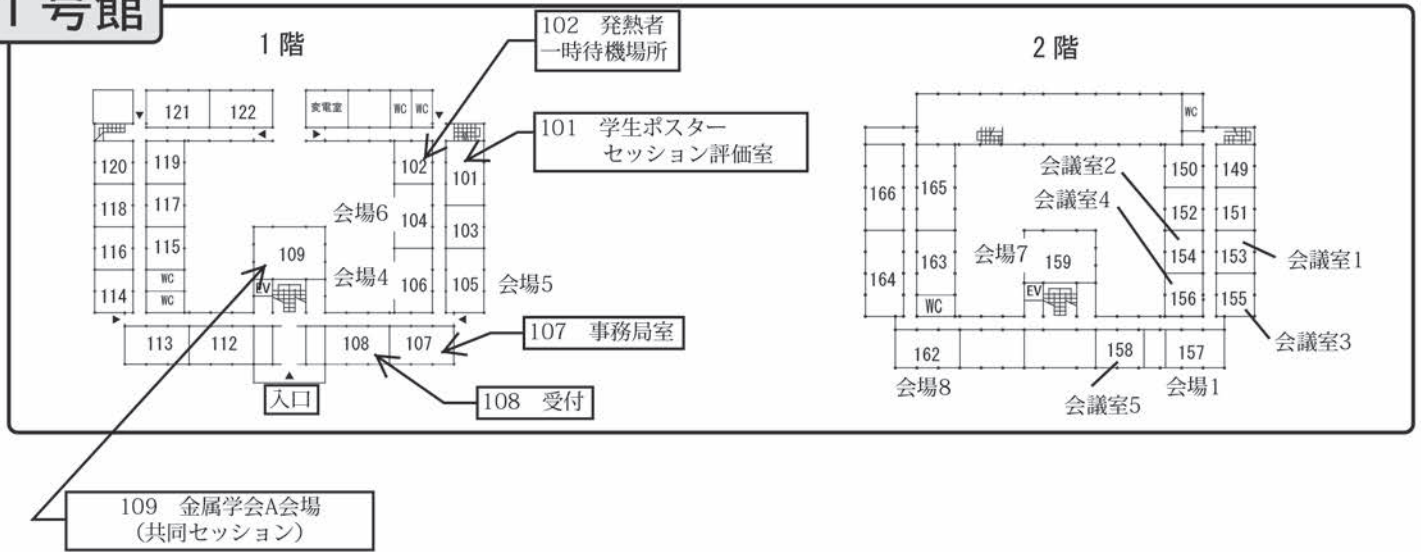 1号館
1階
2階
102 発熱者
一時待機場所
101 学生ポスター
セッション評価室
121
122
変電室
WC
WC
120
119
118
117
116
115
WC
WC
114
113
112
109
EV
会場6
会場4
102
104
106
101
103
105
会場5
108
107
107 事務局室
入口
108 受付
109 金属学会A会場
(共同セッション)
WC
166
165
164
163
WC
会場7
159
EV
会議室2
会議室4
150
149
152
151
154
153
会議室1
156
155
会議室3
162
158
157
会場8
会議室5
会場1